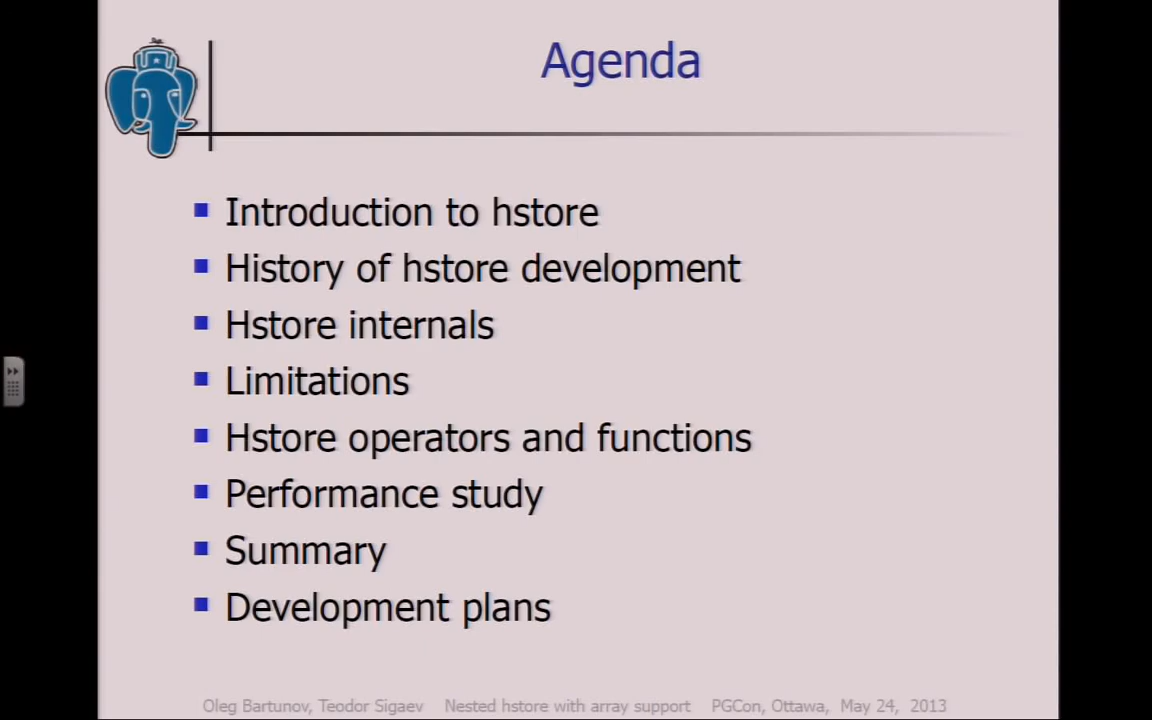 Agenda
Introduction to hstore
History of hstore development
Hstore internals
Limitations
Hstore operators and functions
Performance study
Summary
Development plans
Oleg Bartunov, Teodor Sigaev Nested hstore with array support PGCon, Ottawa, May 24, 2013